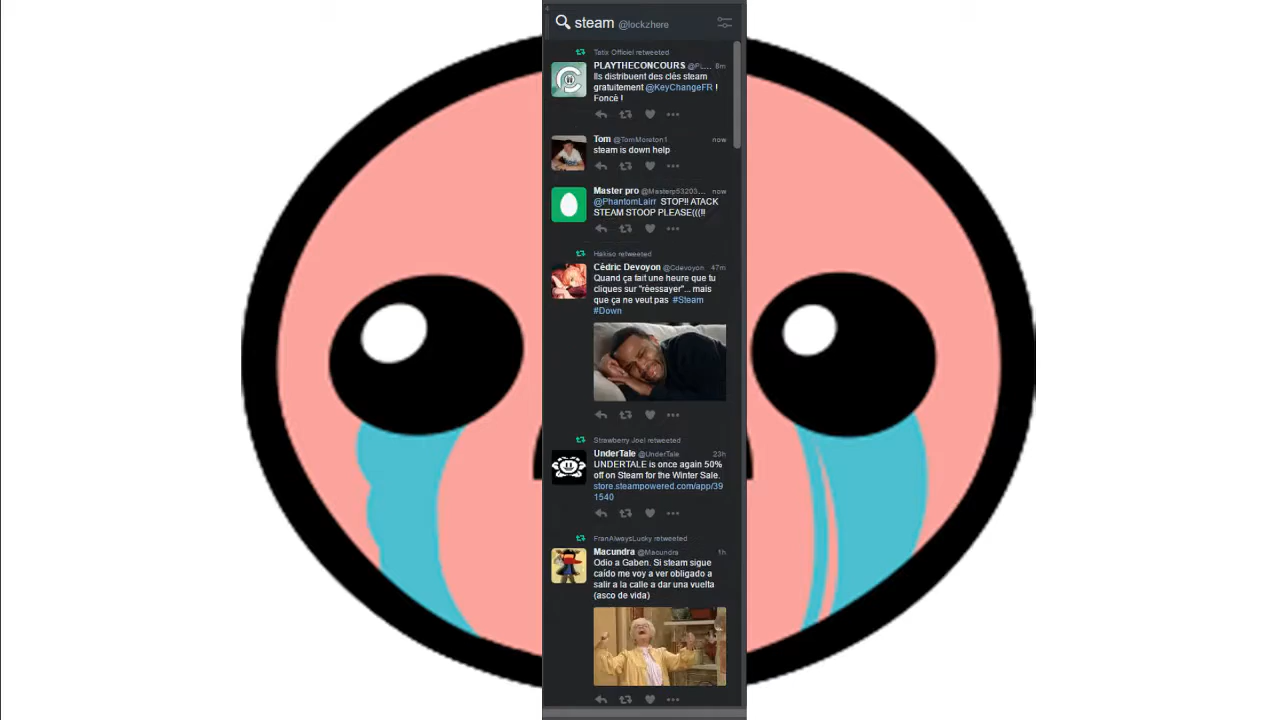 steam @lockzhere
Tatix Officiel retweeted
PLAYTHECONCOURS @PL... 8m
Ils distribuent des clés steam
gratuitement @KeyChangeFR !
Foncé !
Tom @TomMoreton1 now
steam is down help
Master pro @Masterp53203... now
@PhantomLairr STOP!! ATACK
STEAM STOOP PLEASE(((!!
Hakiso retweeted
Cédric Devoyon @Cdevoyon 47m
Quand ça fait une heure que tu
cliques sur "réessayer"... mais
que ça ne veut pas #Steam
#Down
Strawberry Joel retweeted
UnderTale @UnderTale 23h
UNDERTALE is once again 50%
off on Steam for the Winter Sale.
store.steampowered.com/app/39
1540
FranAlwaysLucky retweeted
Macundra @Macundra 1h
Odio a Gaben. Si steam sigue
caído me voy a ver obligado a
salir a la calle a dar una vuelta
(asco de vida)